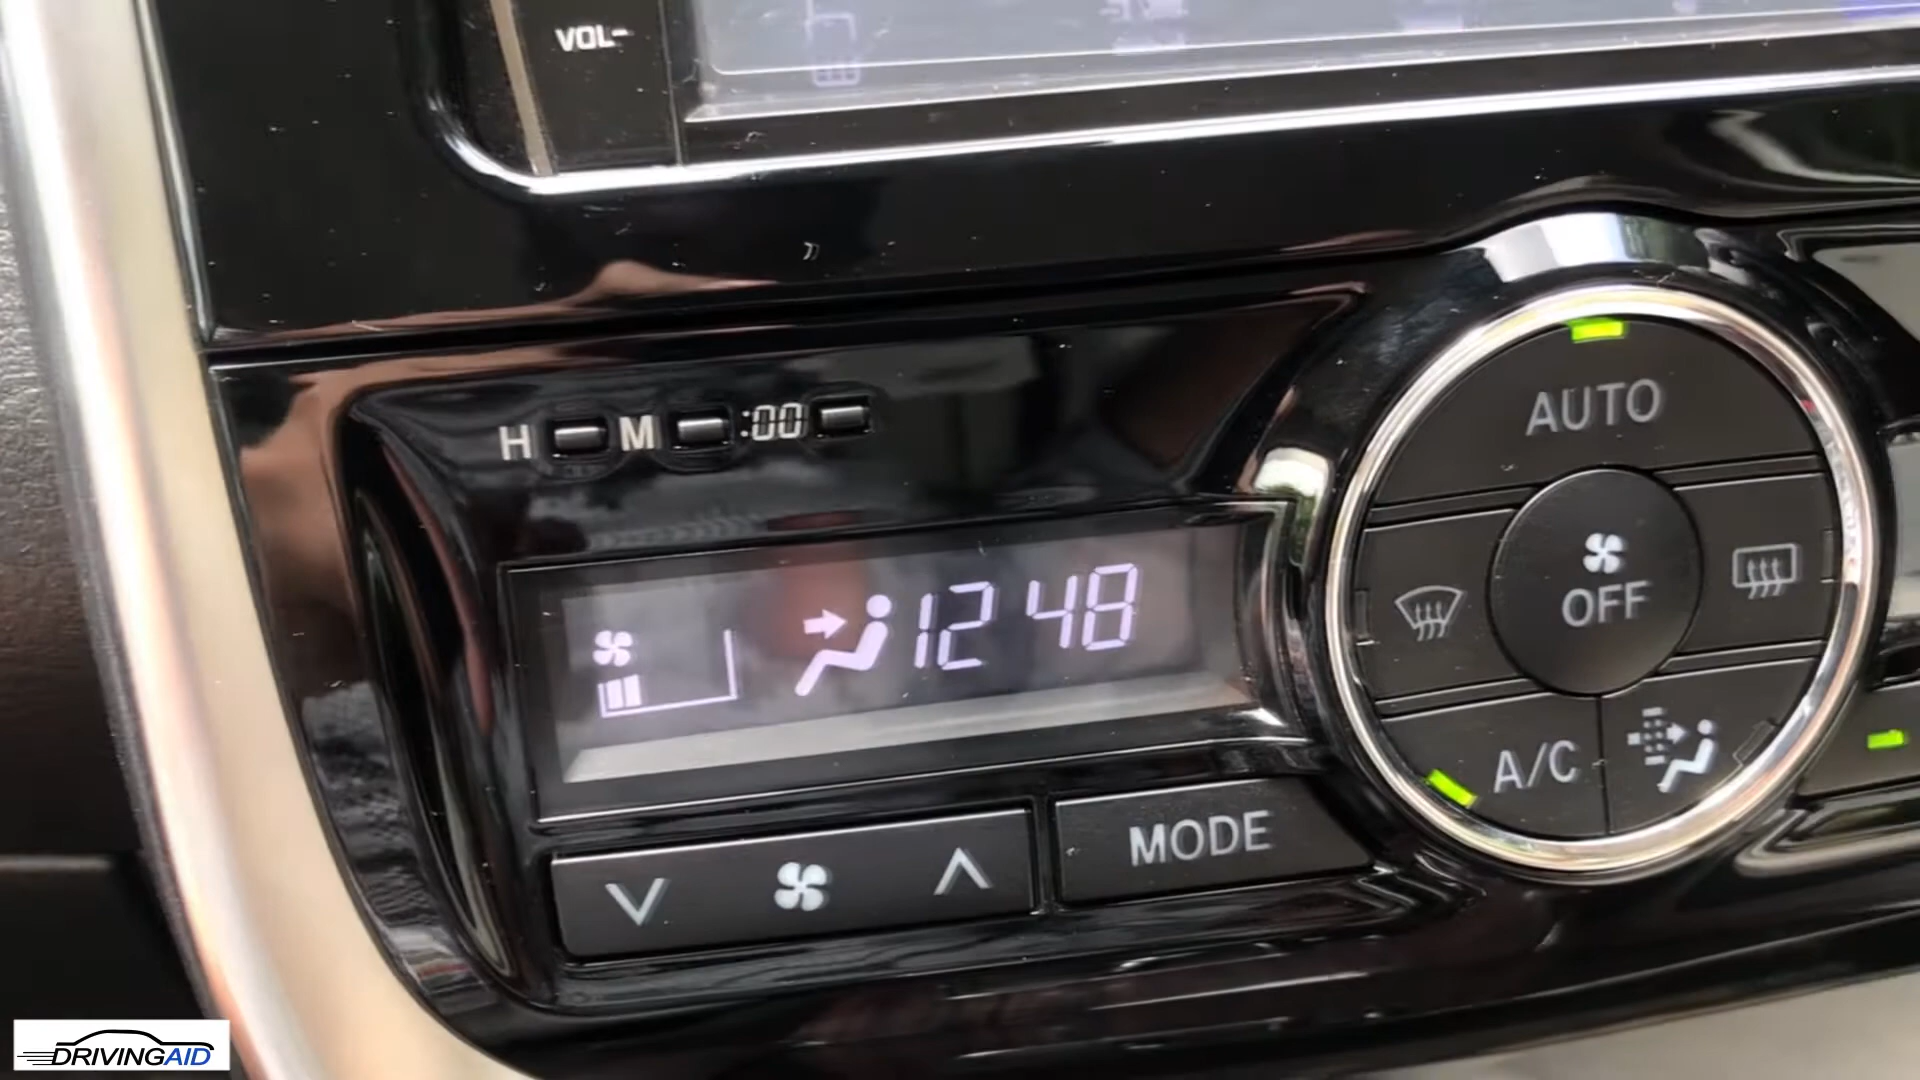 VOL-
H M :00
AUTO
OFF
12 48
A/C
MODE
DRIVINGAID